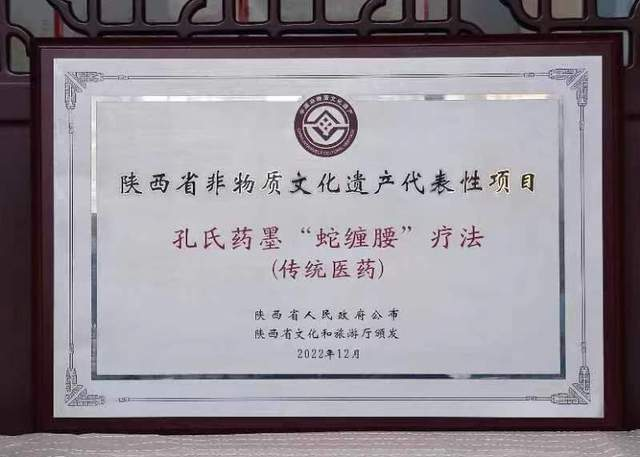 陕西省非物质文化遗产代表性项目
孔氏药墨“蛇缠腰”疗法
(传统医药)
陕西省人民政府公布
陕西省文化和旅游厅颁发
2022年12月